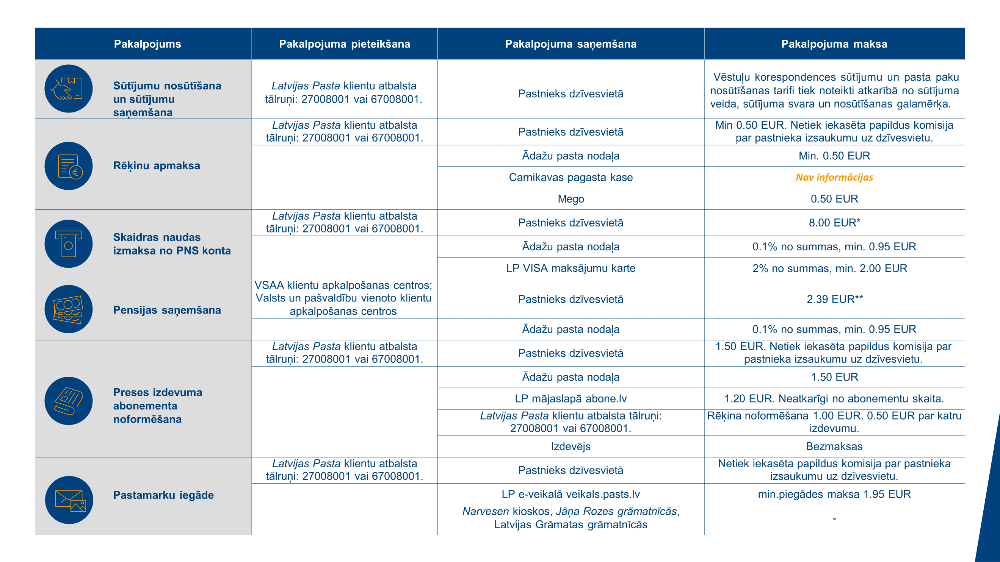 Pakalpojums
Pakalpojuma pieteikšana
Pakalpojuma saņemšana
Pakalpojuma maksa
Sūtījumu nosūtīšana
un sūtījumu
saņemšana
Latvijas Pasta klientu atbalsta
tālruņi: 27008001 vai 67008001.
Pastnieks dzīvesvietā
Vēstuļu korespondences sūtījumu un pasta paku
nosūtīšanas tarifi tiek noteikti atkarībā no sūtījuma
veida, sūtījuma svara un nosūtīšanas galamērķa.
Rēķinu apmaksa
Latvijas Pasta klientu atbalsta
tālruņi: 27008001 vai 67008001.
Pastnieks dzīvesvietā
Min 0.50 EUR. Netiek iekasēta papildus komisija
par pastnieka izsaukumu uz dzīvesvietu.
Ādažu pasta nodaļa
Min. 0.50 EUR
Carnikavas pagasta kase
Nav informācijas
Mego
0.50 EUR
Skaidras naudas
izmaksa no PNS konta
Latvijas Pasta klientu atbalsta
tālruņi: 27008001 vai 67008001.
Pastnieks dzīvesvietā
8.00 EUR*
Ādažu pasta nodaļa
0.1% no summas, min. 0.95 EUR
LP VISA maksājumu karte
2% no summas, min. 2.00 EUR
Pensijas saņemšana
VSAA klientu apkalpošanas centros;
Valsts un pašvaldību vienoto klientu
apkalpošanas centros
Pastnieks dzīvesvietā
2.39 EUR**
Ādažu pasta nodaļa
0.1% no summas, min. 0.95 EUR
Preses izdevuma
abonementa
noformēšana
Latvijas Pasta klientu atbalsta
tālruņi: 27008001 vai 67008001.
Pastnieks dzīvesvietā
1.50 EUR. Netiek iekasēta papildus komisija par
pastnieka izsaukumu uz dzīvesvietu.
Ādažu pasta nodaļa
1.50 EUR
LP mājaslapā abone.lv
1.20 EUR. Neatkarīgi no abonementu skaita.
Latvijas Pasta klientu atbalsta tālruņi:
27008001 vai 67008001.
Rēķina noformēšana 1.00 EUR. 0.50 EUR par katru
izdevumu.
Izdevējs
Bezmaksas
Pastamarku iegāde
Latvijas Pasta klientu atbalsta
tālruņi: 27008001 vai 67008001.
Pastnieks dzīvesvietā
Netiek iekasēta papildus komisija par pastnieka
izsaukumu uz dzīvesvietu.
LP e-veikalā veikals.pasts.lv
min.piegādes maksa 1.95 EUR
Narvesen kioskos, Jāņa Rozes grāmatnīcās,
Latvijas Grāmatas grāmatnīcās
-